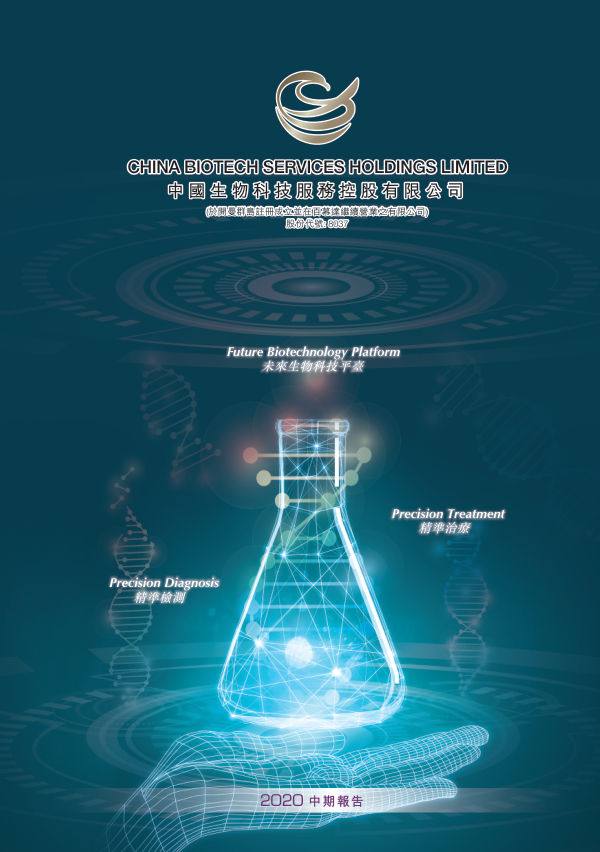 CHINA BIOTECH SERVICES HOLDINGS LIMITED
中國生物科技服務控股有限公司
(於開曼群島註冊成立並在百慕達繼續營業之有限公司)
股份代號: 8037
Future Biotechnology Platform
未來生物科技平臺
Precision Treatment
精準治療
Precision Diagnosis
精準檢測
2020 中期報告